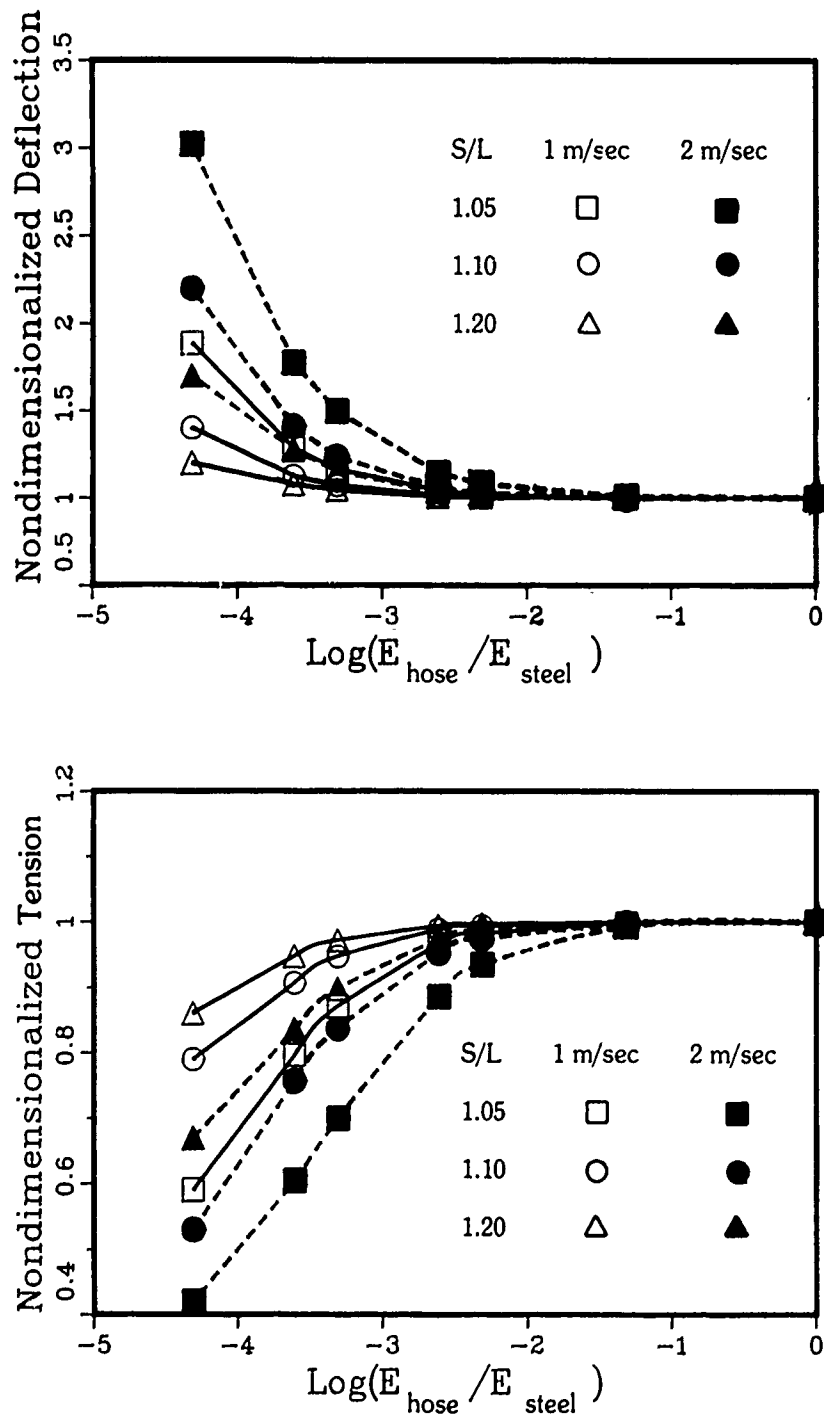 Nondimensionalized Deflection
3.5
3
2.5
2
1.5
1
0.5
S/L 1 m/sec 2 m/sec
1.05
1.10
1.20
−5 −4 −3 −2 −1 0
Log(E hose /E steel )
Nondimensionalized Tension
1.2
1
0.8
0.6
0.4
S/L 1 m/sec 2 m/sec
1.05
1.10
1.20
−5 −4 −3 −2 −1 0
Log(E hose /E steel )